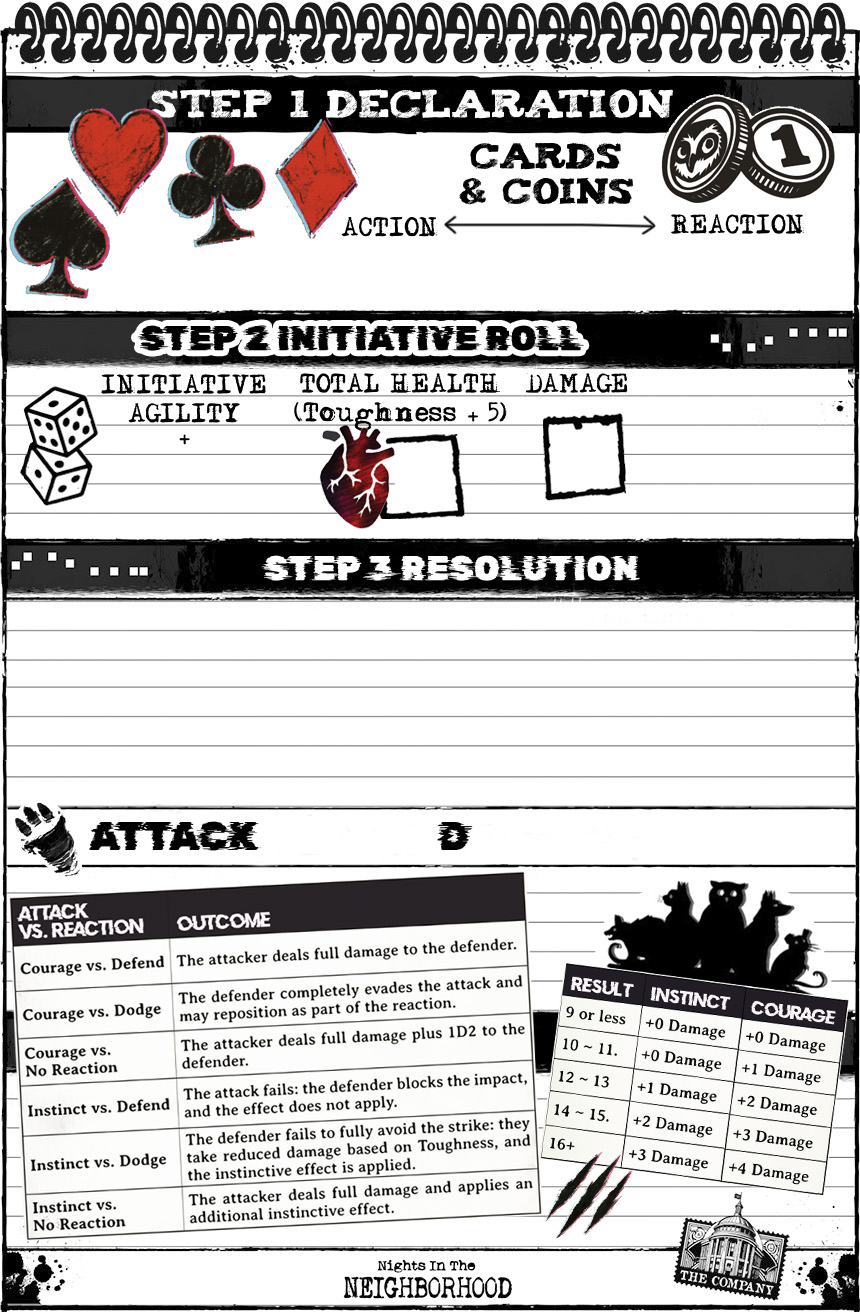 STEP 1 DECLARATION
CARDS
& COINS
1
ACTION
REACTION
STEP 2 INITIATIVE ROLL
INITIATIVE
AGILITY
+
TOTAL HEALTH
(Toughness + 5)
DAMAGE
STEP 3 RESOLUTION
ATTACK
D
ATTACK
VS. REACTION
OUTCOME
Courage vs. Defend
The attacker deals full damage to the defender.
Courage vs. Dodge
The defender completely evades the attack and
may reposition as part of the reaction.
Courage vs.
No Reaction
The attacker deals full damage plus 1D2 to the
defender.
Instinct vs. Defend
The attack fails: the defender blocks the impact,
and the effect does not apply.
Instinct vs. Dodge
The defender fails to fully avoid the strike: they
take reduced damage based on Toughness, and
the instinctive effect is applied.
Instinct vs.
No Reaction
The attacker deals full damage and applies an
additional instinctive effect.
RESULT INSTINCT COURAGE
9 or less +0 Damage +0 Damage
10 ~ 11. +0 Damage +1 Damage
12 ~ 13 +1 Damage +2 Damage
14 ~ 15. +2 Damage +3 Damage
16+ +3 Damage +4 Damage
THE COMPANY
Nights In The
NEIGHBORHOOD